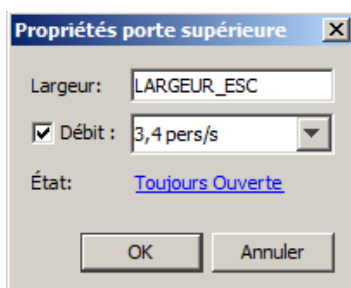 Propriétés porte supérieure
Largeur: LARGEUR_ESC
Débit : 3,4 pers/s
État: Toujours Ouverte
OK Annuler